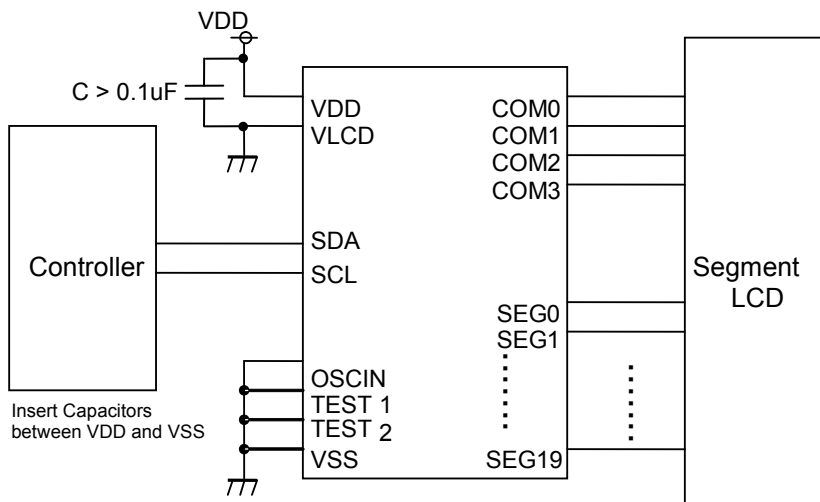 VDD
C > 0.1uF
VDD
VLCD
COM0
COM1
COM2
COM3
Controller
SDA
SCL
Segment
LCD
SEG0
SEG1
OSCIN
TEST 1
TEST 2
VSS
SEG19
Insert Capacitors
between VDD and VSS